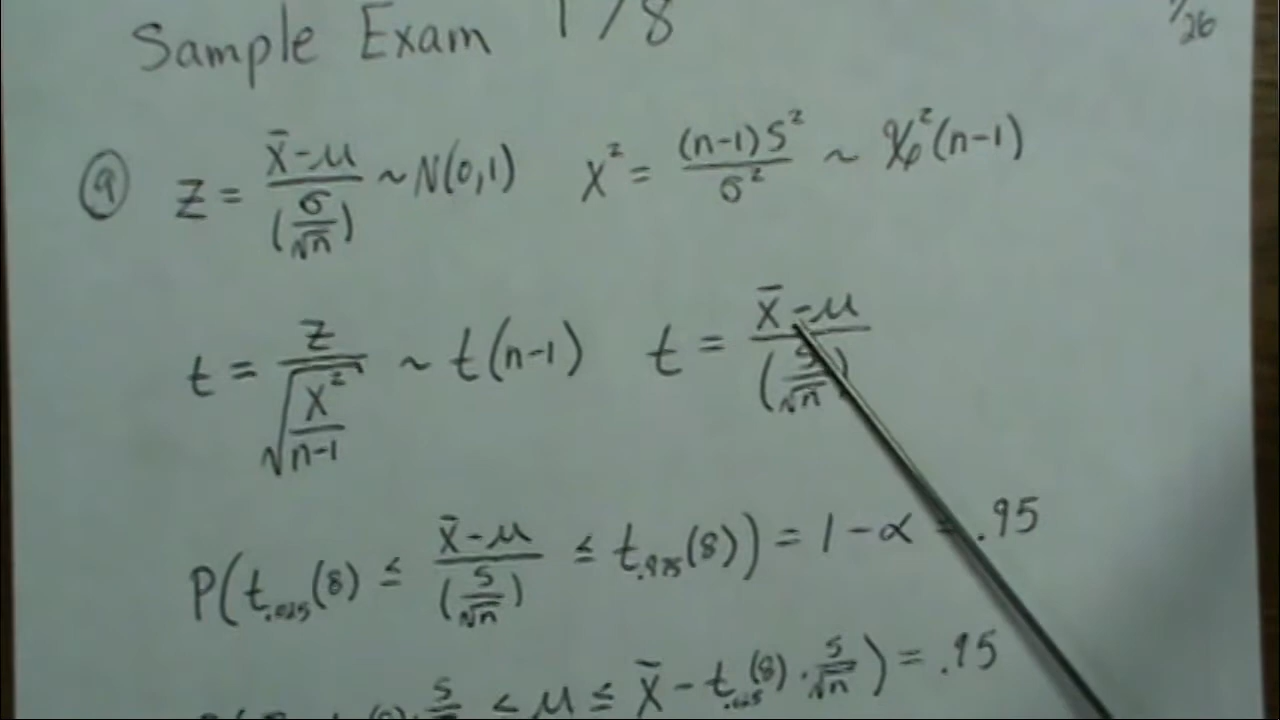 Sample Exam 1/8
/26
(9) Z = (x̄-μ)/(σ/√n) ~ N(0,1)   X² = (n-1)S²/σ² ~ χ²(n-1)
t = Z/√(X²/(n-1)) ~ t(n-1)   t = (x̄-μ)/(S/√n)
P(t.025(8) ≤ (x̄-μ)/(S/√n) ≤ t.975(8)) = 1-α = .95
S/ ≤ μ ≤ x̄ - t.025(8)·S/√n) = .95